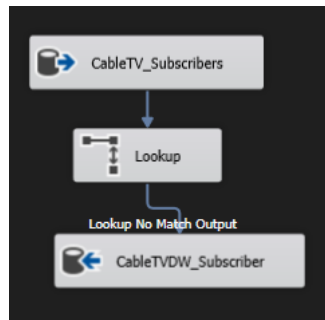 CableTV_Subscribers
Lookup
Lookup No Match Output
CableTVDW_Subscriber